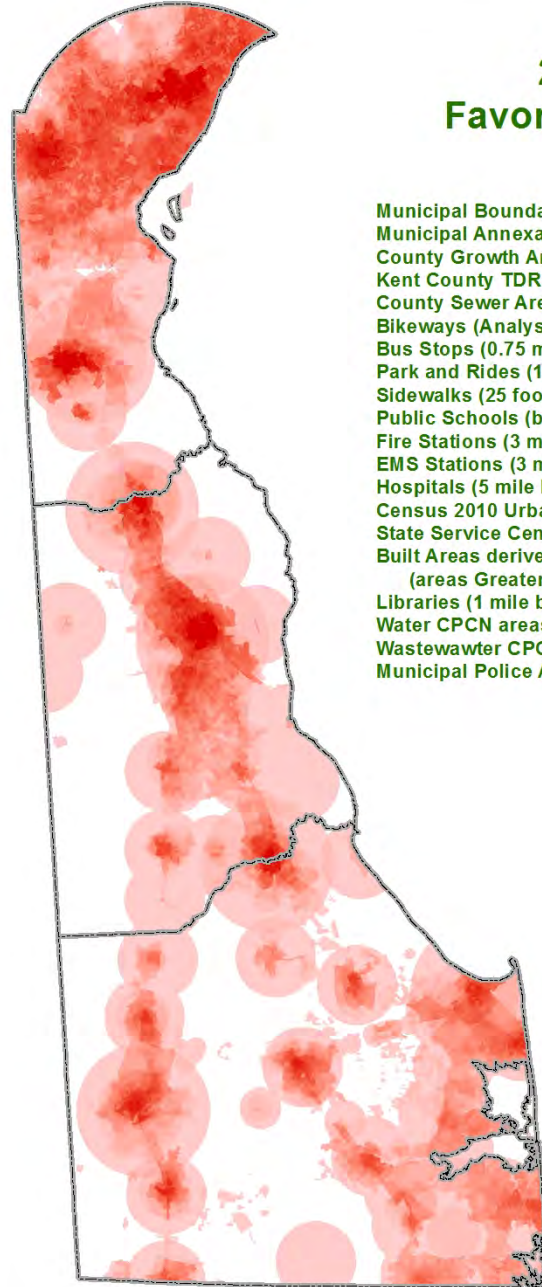 Favor
Municipal Bounda
Municipal Annexa
County Growth Ar
Kent County TDR
County Sewer Are
Bikeways (Analys
Bus Stops (0.75 m
Park and Rides (1
Sidewalks (25 foo
Public Schools (b
Fire Stations (3 m
EMS Stations (3 m
Hospitals (5 mile
Census 2010 Urba
State Service Cen
Built Areas derive
(areas Greater
Libraries (1 mile b
Water CPCN areas
Wastewawter CPC
Municipal Police A